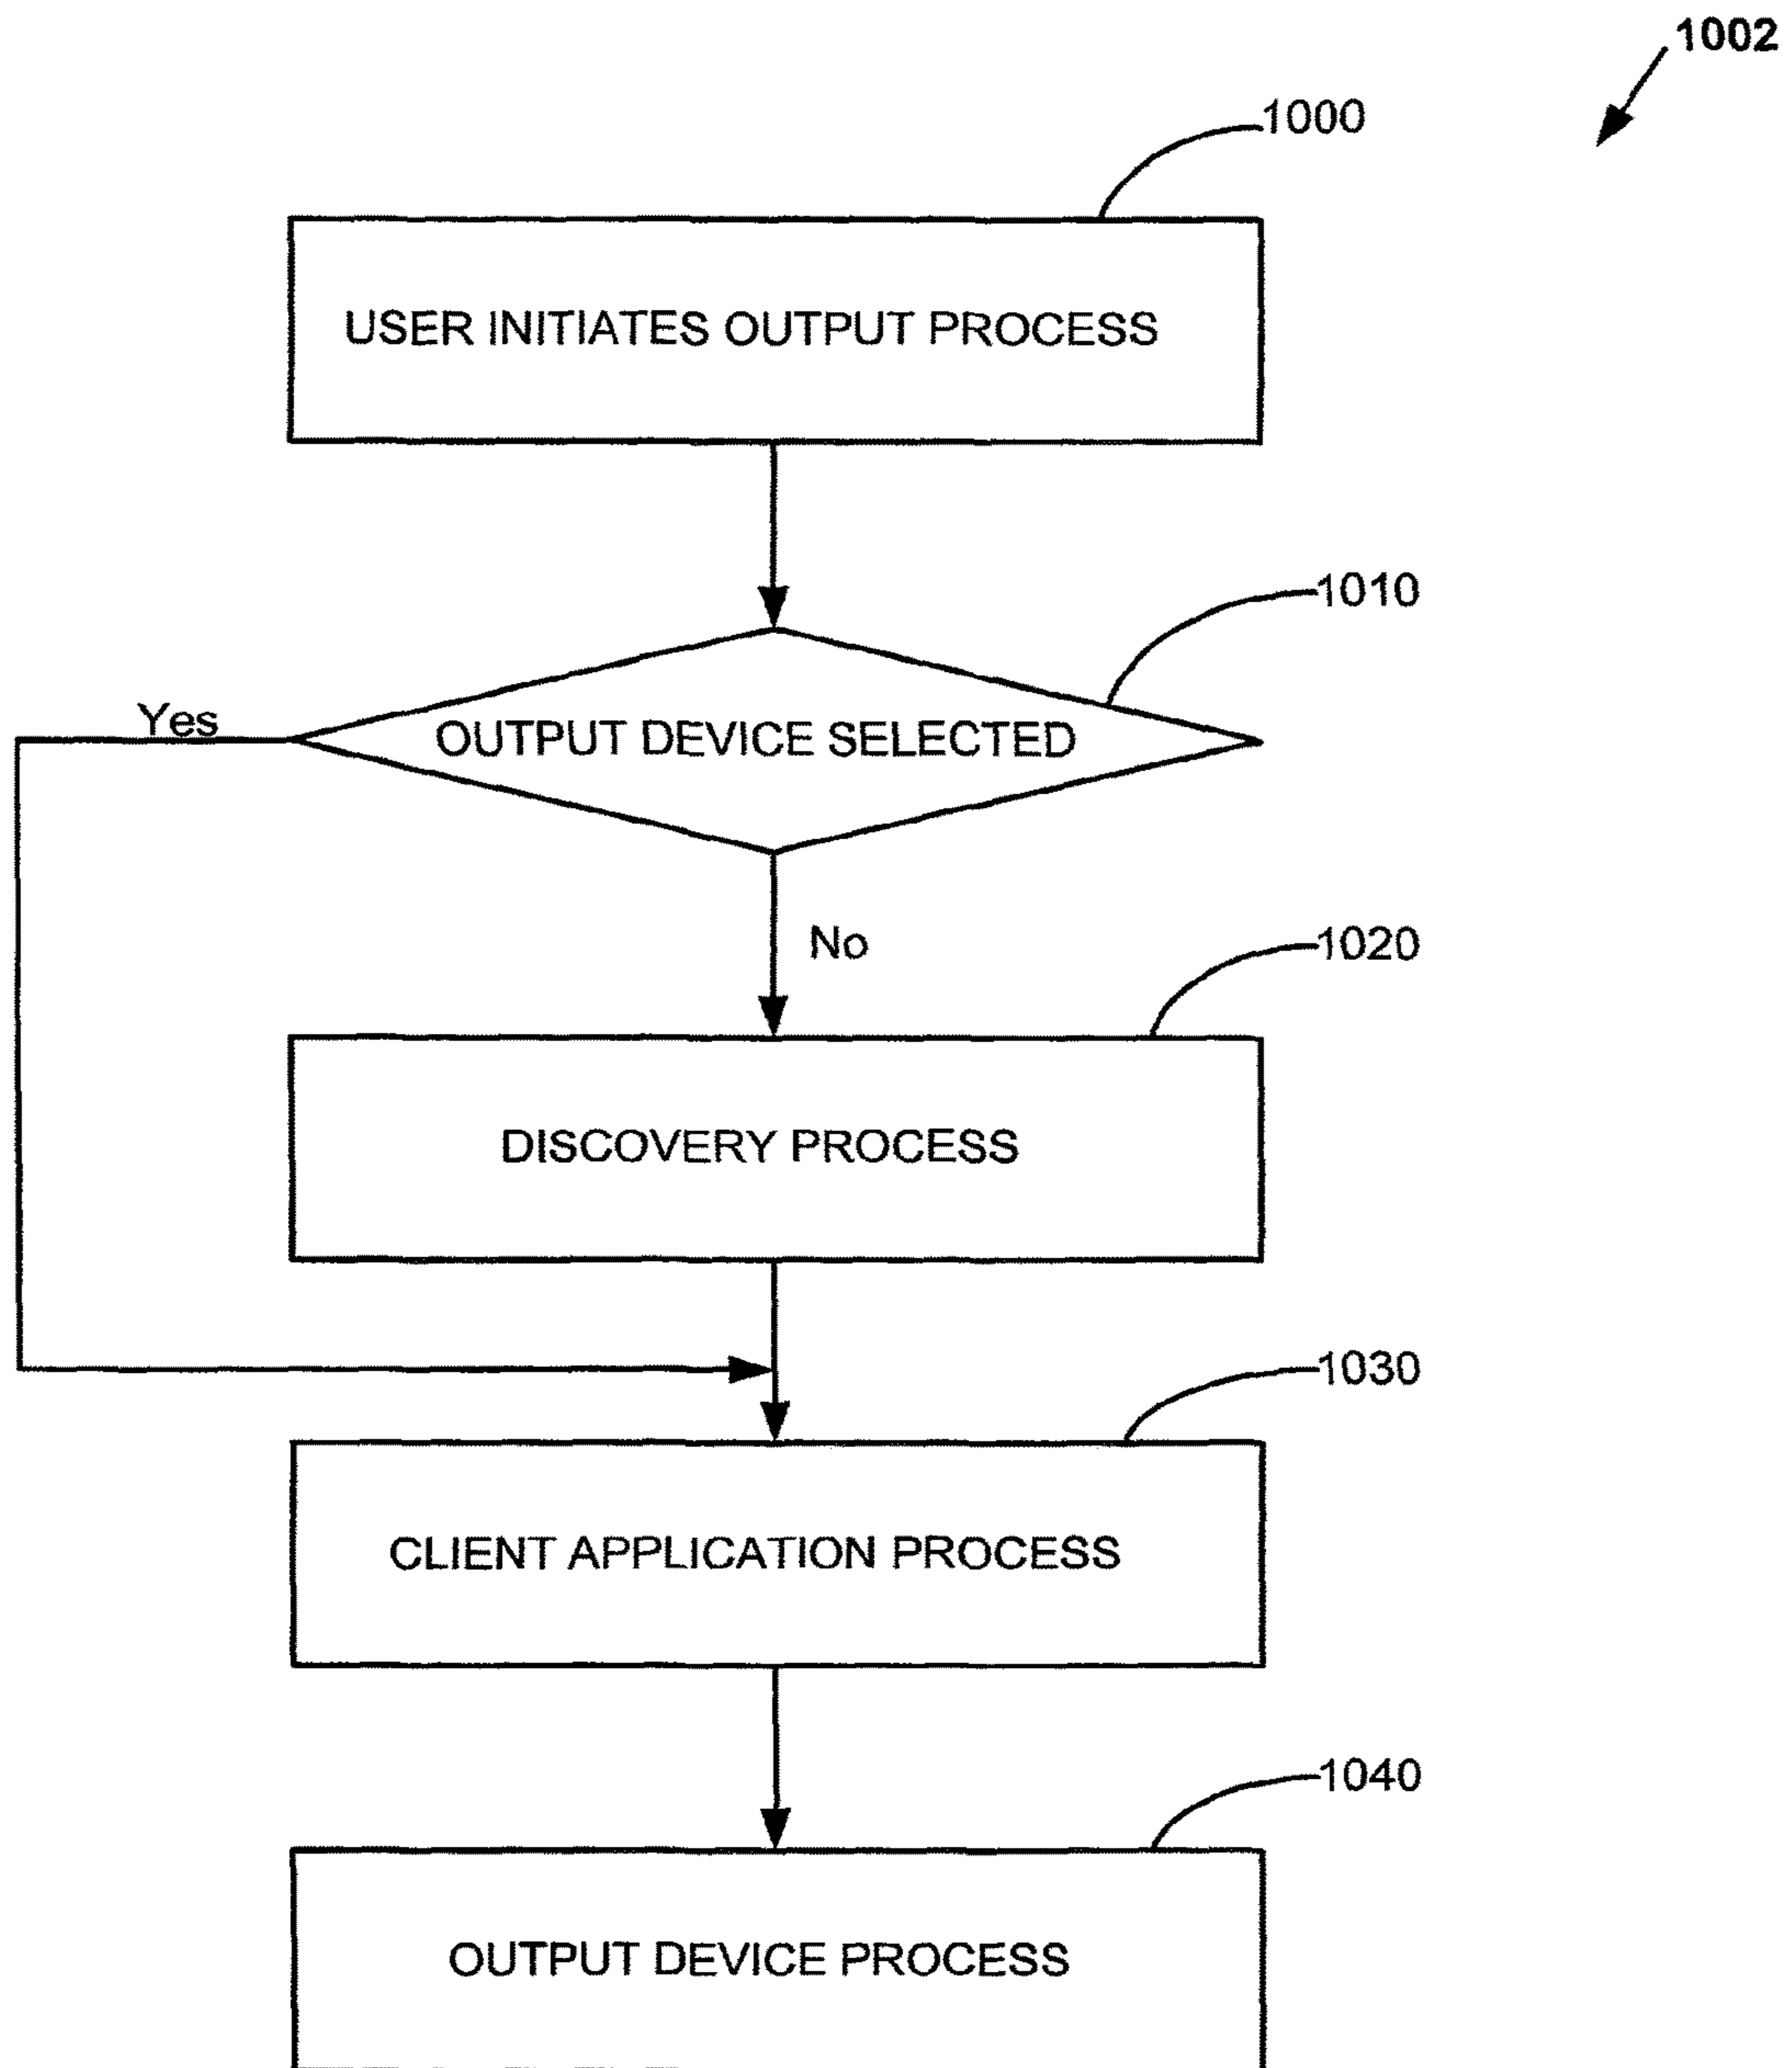 1002
1000
USER INITIATES OUTPUT PROCESS
1010
Yes
OUTPUT DEVICE SELECTED
No
1020
DISCOVERY PROCESS
1030
CLIENT APPLICATION PROCESS
1040
OUTPUT DEVICE PROCESS